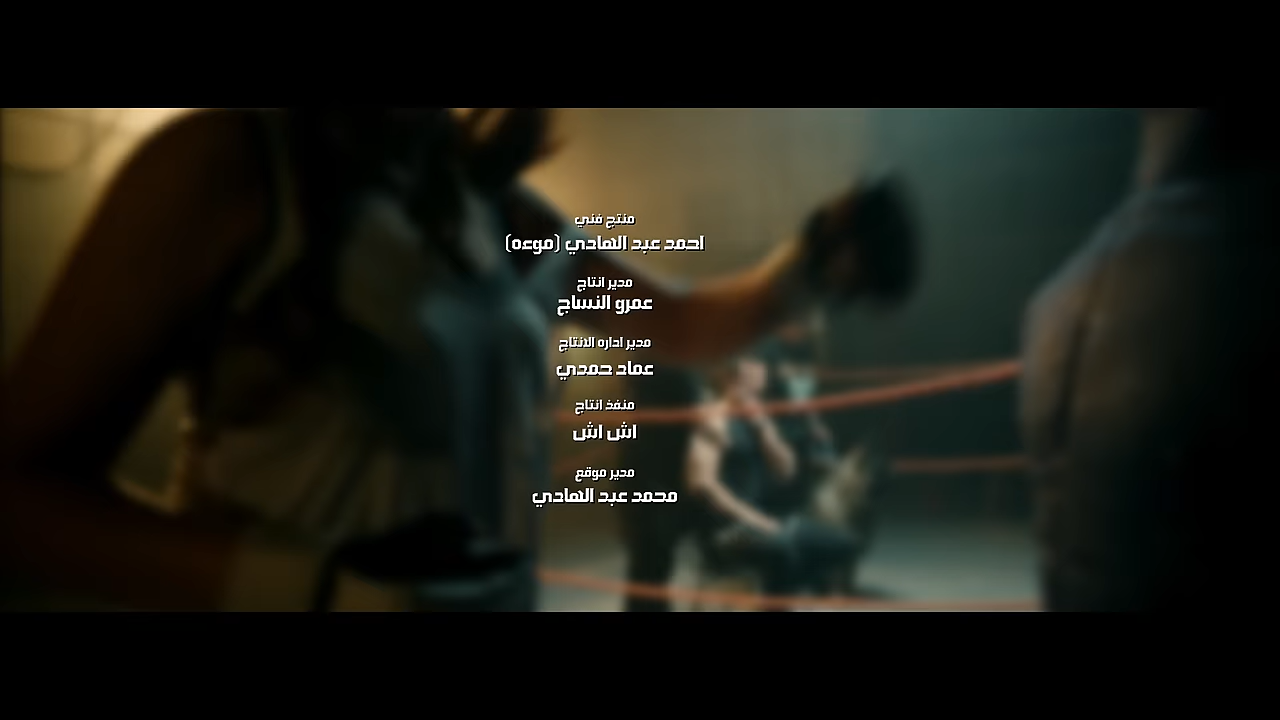 منتج فني
احمد عبد الهادي (موءه)
مدير انتاج
عمرو النساج
مدير اداره الانتاج
عماد حمدي
منفذ انتاج
اش اش
مدير موقع
محمد عبد الهادي